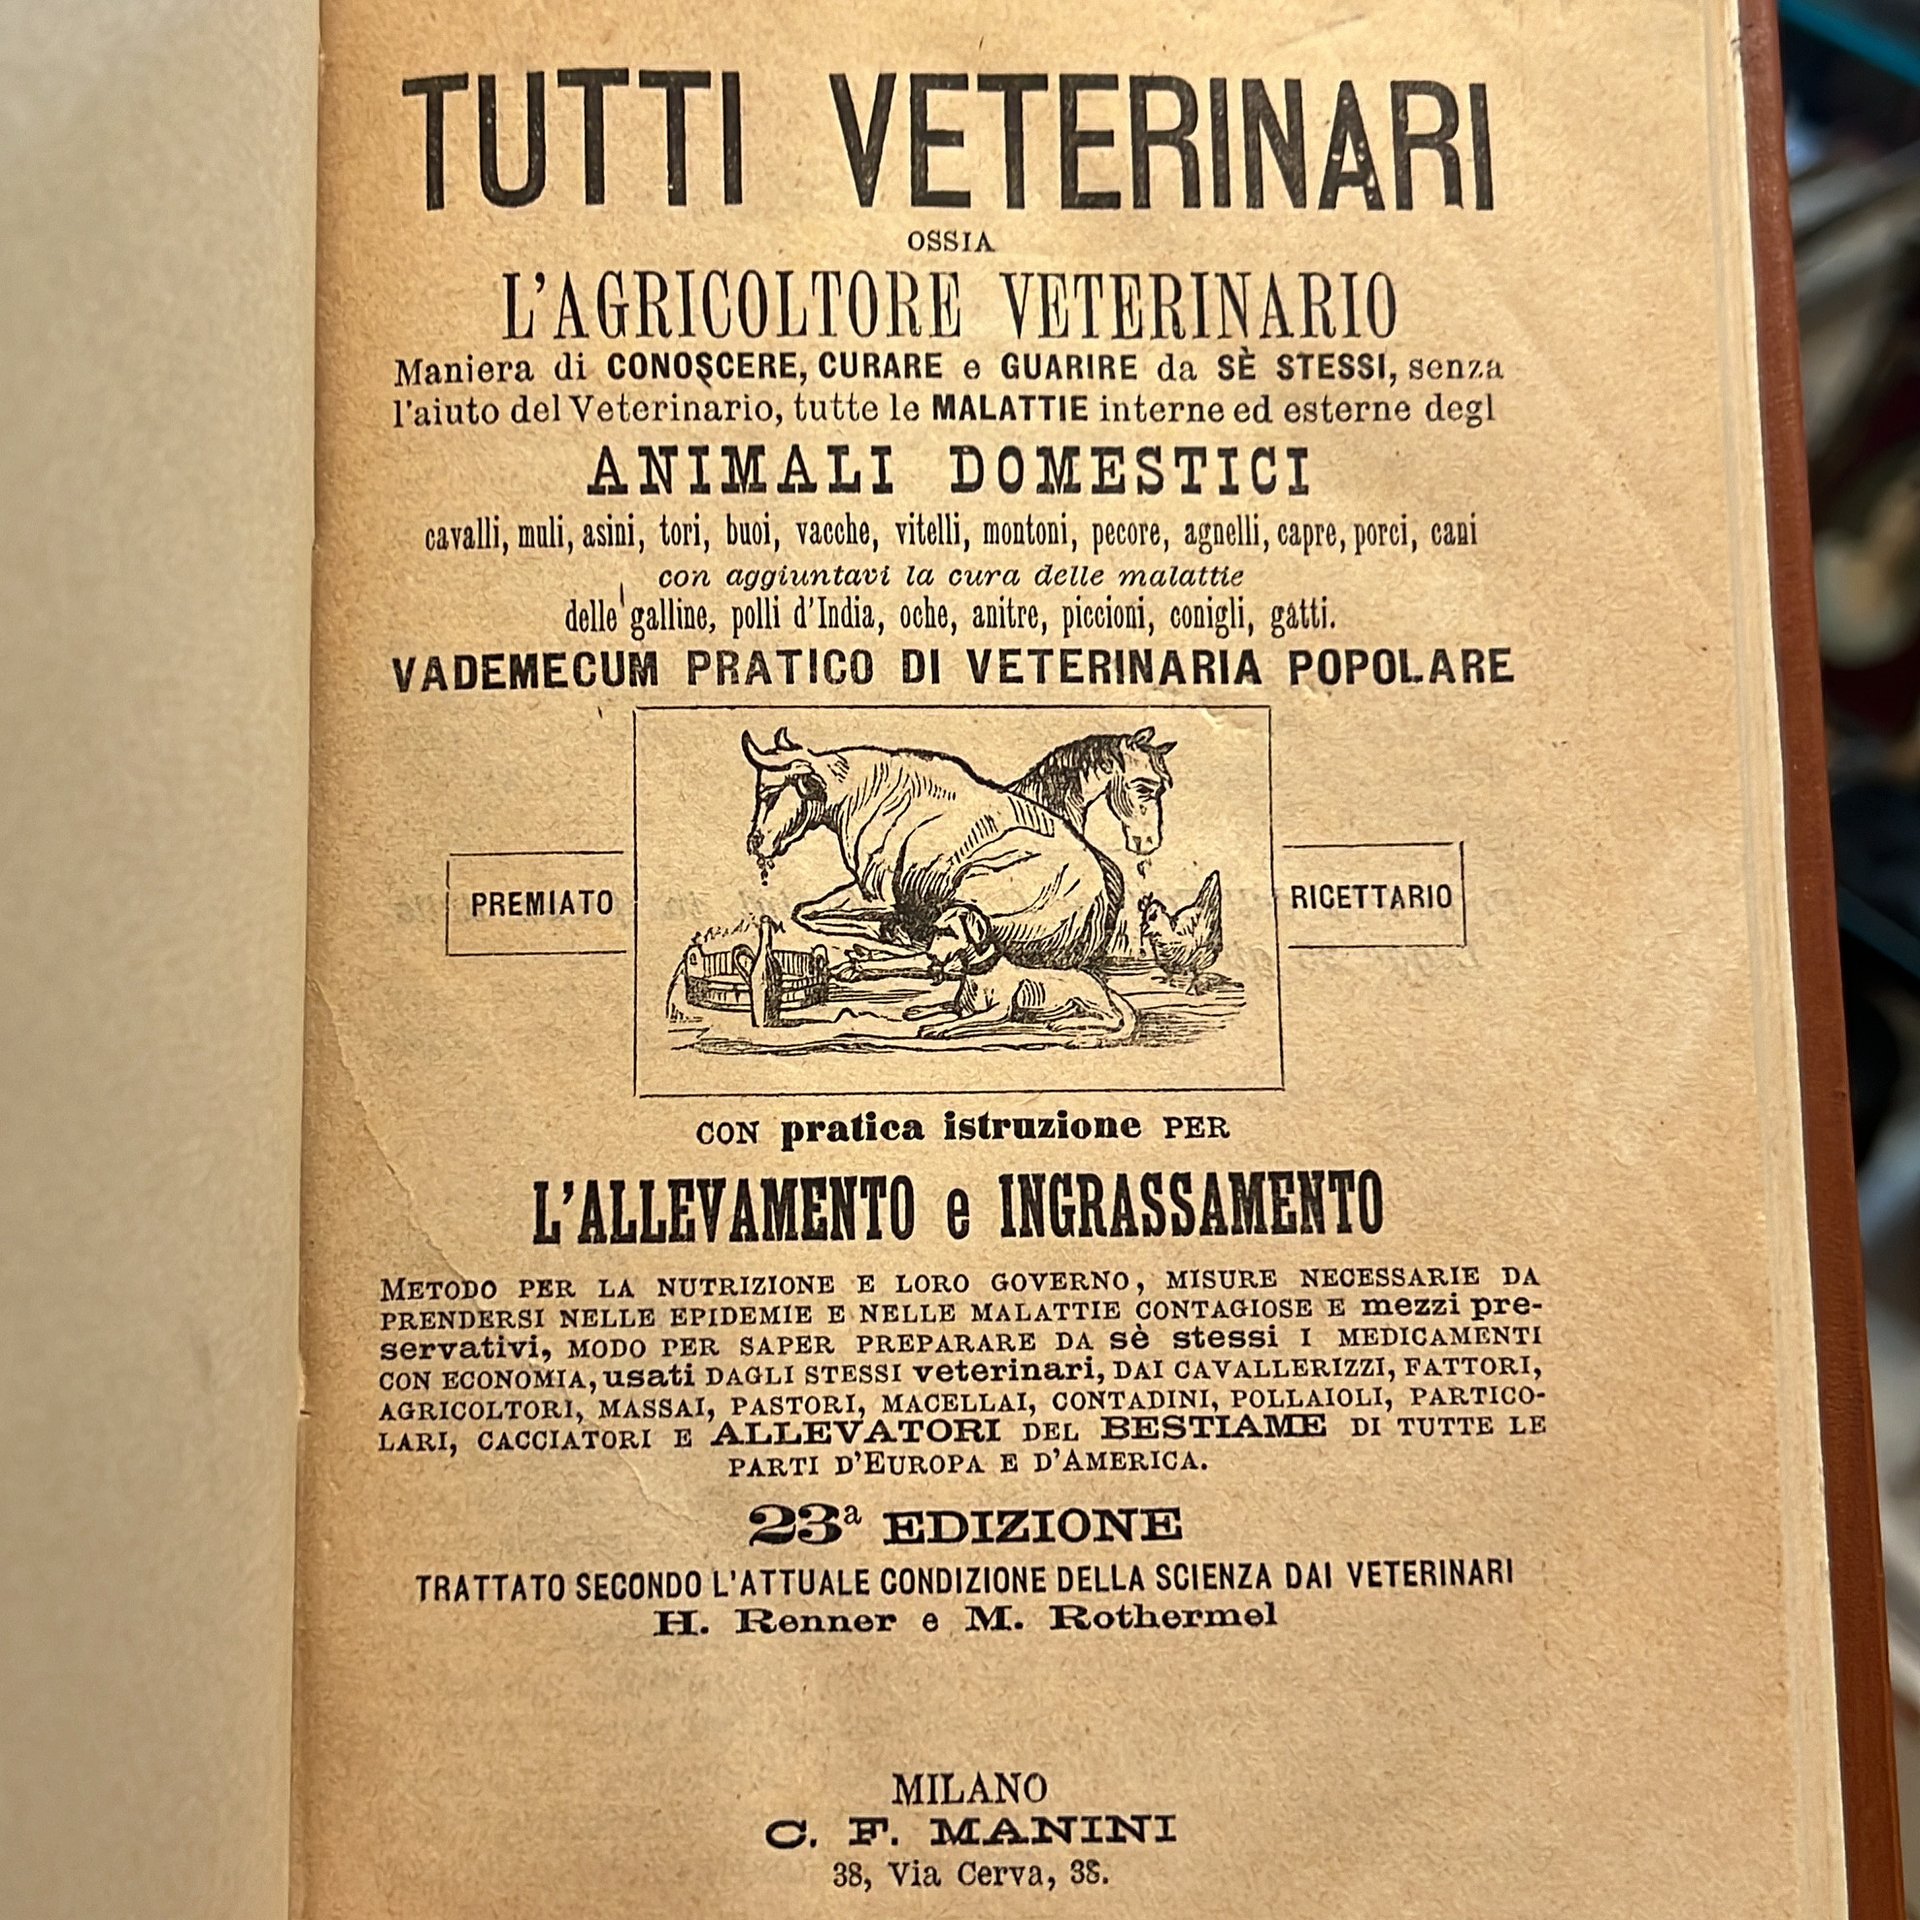 TUTTI VETERINARI
OSSIA
L'AGRICOLTORE VETERINARIO
Maniera di CONOSCERE, CURARE e GUARIRE da SÈ STESSI, senza
l'aiuto del Veterinario, tutte le MALATTIE interne ed esterne degl
ANIMALI DOMESTICI
cavalli, muli, asini, tori, buoi, vacche, vitelli, montoni, pecore, agnelli, capre, porci, cani
con aggiuntavi la cura delle malattie
delle galline, polli d'India, oche, anitre, piccioni, conigli, gatti.
VADEMECUM PRATICO DI VETERINARIA POPOLARE
PREMIATO
RICETTARIO
CON pratica istruzione PER
L'ALLEVAMENTO e INGRASSAMENTO
METODO PER LA NUTRIZIONE E LORO GOVERNO, MISURE NECESSARIE DA
PRENDERSI NELLE EPIDEMIE E NELLE MALATTIE CONTAGIOSE E mezzi pre-
servativi, MODO PER SAPER PREPARARE DA sè stessi I MEDICAMENTI
CON ECONOMIA, usati DAGLI STESSI veterinari, DAI CAVALLERIZZI, FATTORI,
AGRICOLTORI, MASSAI, PASTORI, MACELLAI, CONTADINI, POLLAIOLI, PARTICO-
LARI, CACCIATORI E ALLEVATORI DEL BESTIAME DI TUTTE LE
PARTI D'EUROPA E D'AMERICA.
23ª EDIZIONE
TRATTATO SECONDO L'ATTUALE CONDIZIONE DELLA SCIENZA DAI VETERINARI
H. Renner e M. Rothermel
MILANO
C. F. MANINI
38, Via Cerva, 38.